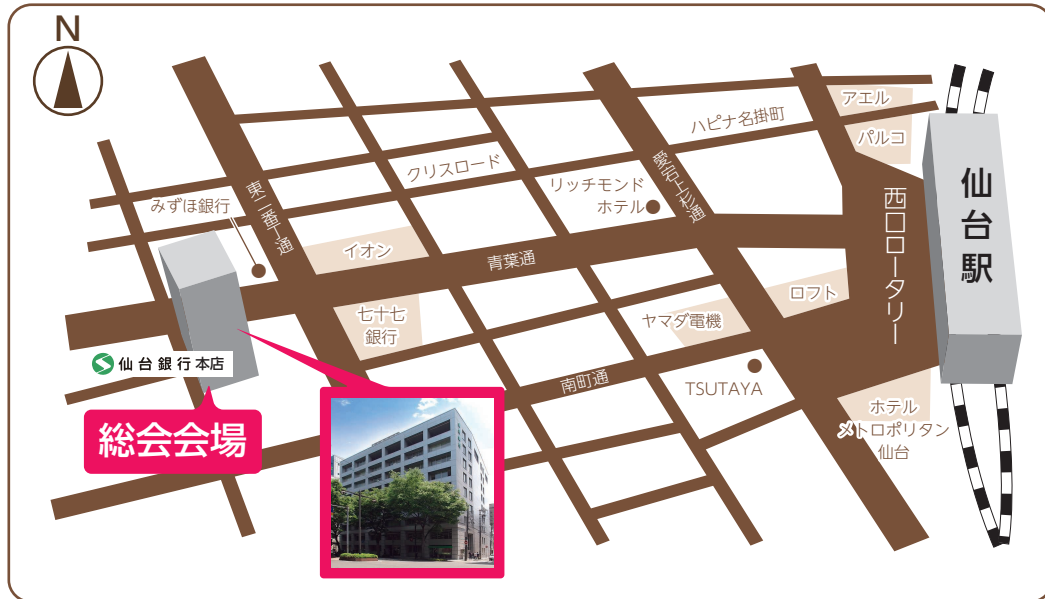 N
アエル
パルコ
ハピナ名掛町
クリスロード
愛宕上杉通
リッチモンド
ホテル
仙台駅
西口ロータリー
みずほ銀行
東二番丁通
イオン
青葉通
ロフト
七十七
銀行
ヤマダ電機
仙台銀行 本店
南町通
TSUTAYA
総会会場
ホテル
メトロポリタン
仙台